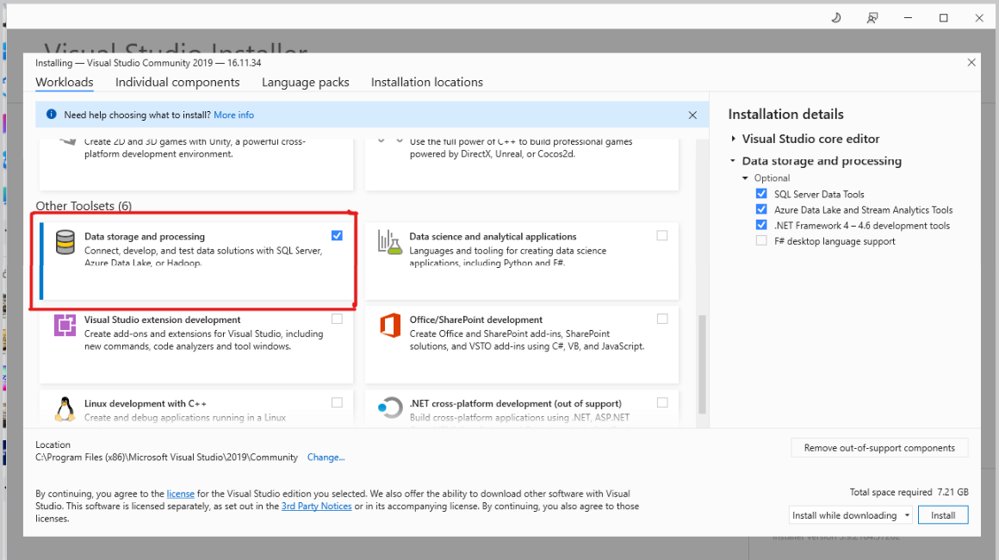 Visual Studio Installer
Installing — Visual Studio Community 2019 — 16.11.34
Workloads
Individual components
Language packs
Installation locations
Need help choosing what to install? More info
Create 2D and 3D games with Unity, a powerful cross-
platform development environment.
Use the full power of C++ to build professional games
powered by DirectX, Unreal, or Cocos2d.
Other Toolsets (6)
Data storage and processing
Connect, develop, and test data solutions with SQL Server,
Azure Data Lake, or Hadoop.
Data science and analytical applications
Languages and tooling for creating data science
applications, including Python and F#.
Visual Studio extension development
Create add-ons and extensions for Visual Studio, including
new commands, code analyzers and tool windows.
Office/SharePoint development
Create Office and SharePoint add-ins, SharePoint
solutions, and VSTO add-ins using C#, VB, and JavaScript.
Linux development with C++
Create and debug applications running in a Linux
.NET cross-platform development (out of support)
Build cross-platform applications using .NET, ASP.NET
Installation details
Visual Studio core editor
Data storage and processing
Optional
SQL Server Data Tools
Azure Data Lake and Stream Analytics Tools
.NET Framework 4 – 4.6 development tools
F# desktop language support
Location
C:\Program Files (x86)\Microsoft Visual Studio\2019\Community Change...
Remove out-of-support components
By continuing, you agree to the license for the Visual Studio edition you selected. We also offer the ability to download other software with Visual
Studio. This software is licensed separately, as set out in the 3rd Party Notices or in its accompanying license. By continuing, you also agree to those
licenses.
Total space required 7.21 GB
Install while downloading
Install